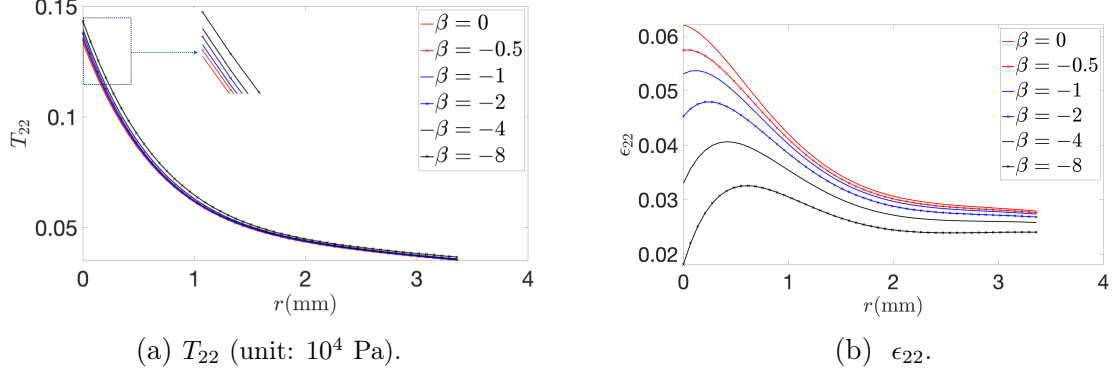 0.15
0.1
0.05
T₂₂
0 1 2 3 4
r(mm)
β = 0
β = −0.5
β = −1
β = −2
β = −4
β = −8
(a) T₂₂ (unit: 10⁴ Pa).
0.06
0.05
0.04
0.03
0.02
ϵ₂₂
0 1 2 3 4
r(mm)
β = 0
β = −0.5
β = −1
β = −2
β = −4
β = −8
(b) ϵ₂₂.